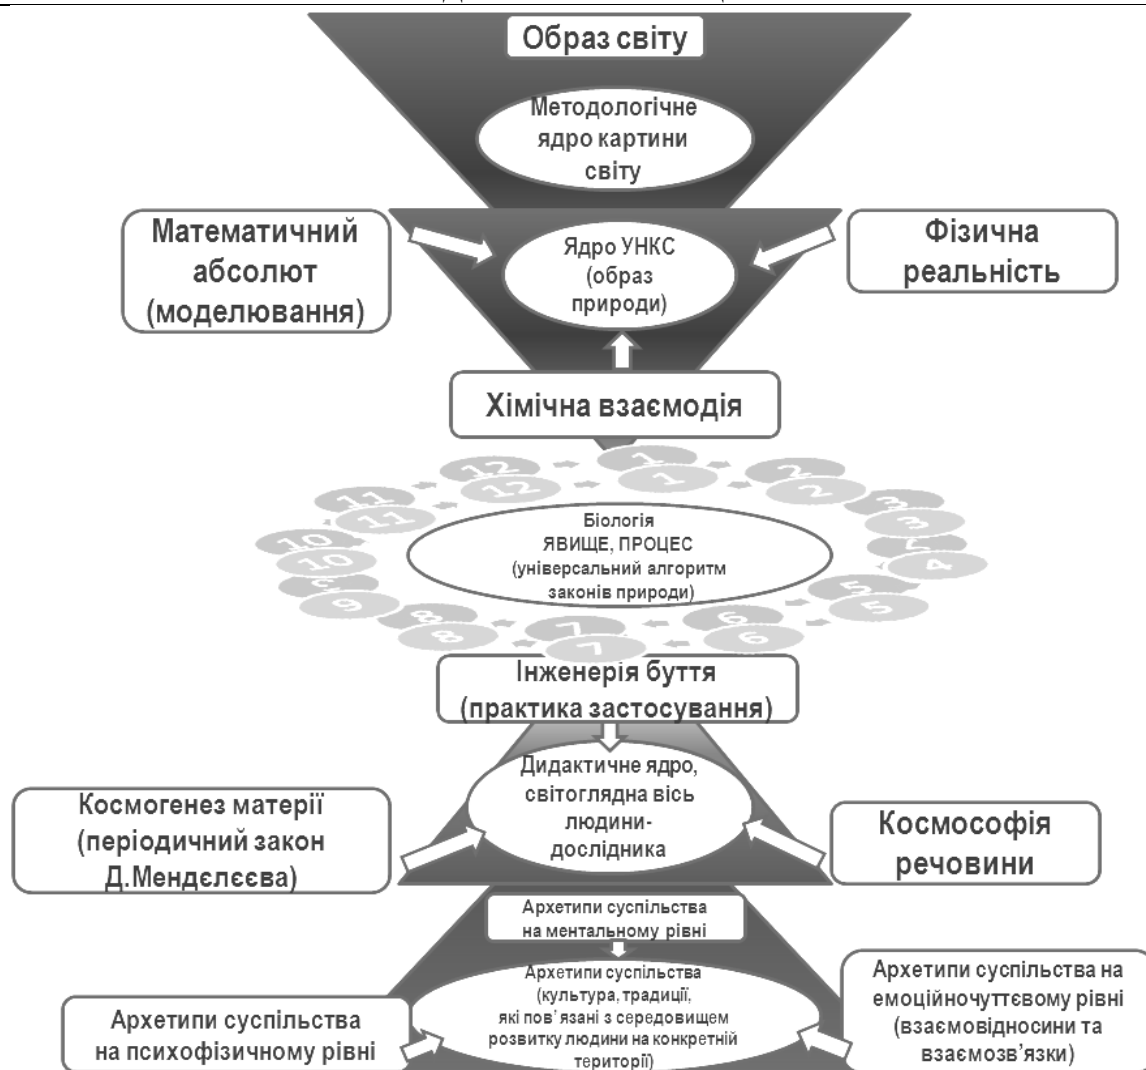 Образ світу
Методологічне
ядро картини
світу
Математичний
абсолют
(моделювання)
Ядро УНКС
(образ
природи)
Фізична
реальність
Хімічна взаємодія
12
1
2
12
1
2
11
3
11
3
10
10
4
Біологія
ЯВИЩЕ, ПРОЦЕС
(універсальний алгоритм
законів природи)
9
5
5
8
8
7
6
7
6
Інженерія буття
(практика застосування)
Дидактичне ядро,
світоглядна вісь
людини-
дослідника
Космогенез матерії
(періодичний закон
Д.Мендєлєєва)
Космософія
речовини
Архетипи суспільства
на ментальному рівні
Архетипи суспільства
(культура, традиції,
які пов’язані з середовищем
розвитку людини на конкретній
території)
Архетипи суспільства
на психофізичному рівні
Архетипи суспільства на
емоційночуттєвому рівні
(взаємовідносини та
взаємозв’язки)